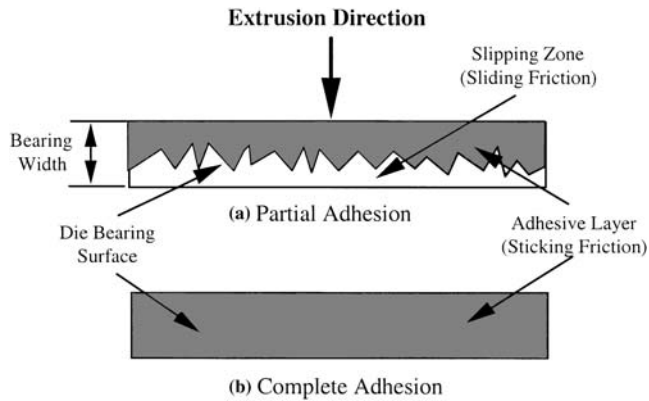 Extrusion Direction
Slipping Zone
(Sliding Friction)
Bearing
Width
(a) Partial Adhesion
Die Bearing
Surface
Adhesive Layer
(Sticking Friction)
(b) Complete Adhesion